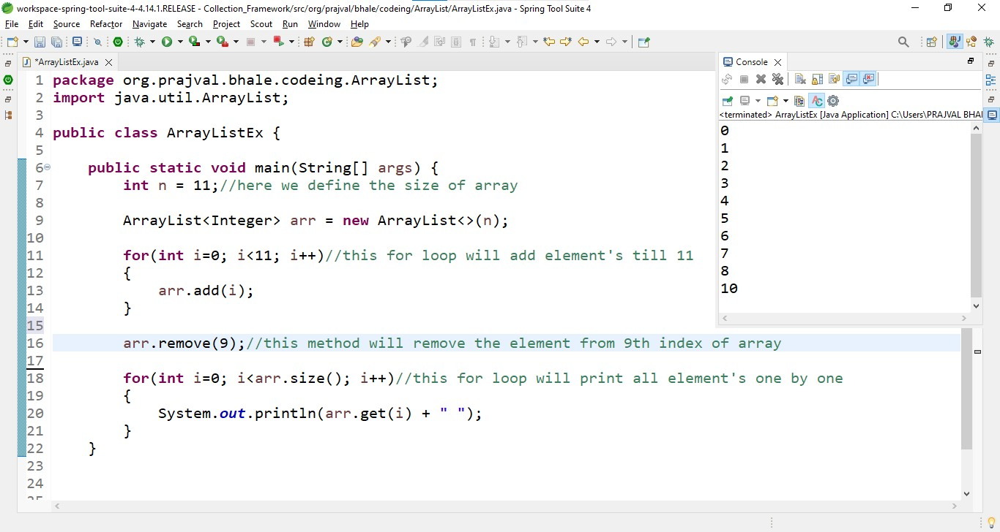 workspace-spring-tool-suite-4-4.14.1.RELEASE - Collection_Framework/src/org/prajval/bhale/codeing/ArrayList/ArrayListEx.java - Spring Tool Suite 4
File Edit Source Refactor Navigate Search Project Scout Run Window Help
*ArrayListEx.java
1 package org.prajval.bhale.codeing.ArrayList;
2 import java.util.ArrayList;
3
4 public class ArrayListEx {
5
6 public static void main(String[] args) {
7 int n = 11;//here we define the size of array
8
9 ArrayList<Integer> arr = new ArrayList<>(n);
10
11 for(int i=0; i<11; i++)//this for loop will add element's till 11
12 {
13 arr.add(i);
14 }
15
16 arr.remove(9);//this method will remove the element from 9th index of array
17
18 for(int i=0; i<arr.size(); i++)//this for loop will print all element's one by one
19 {
20 System.out.println(arr.get(i) + " ");
21 }
22 }
23
24
Console
<terminated> ArrayListEx [Java Application] C:\Users\PRAJVAL BHA
0
1
2
3
4
5
6
7
8
10